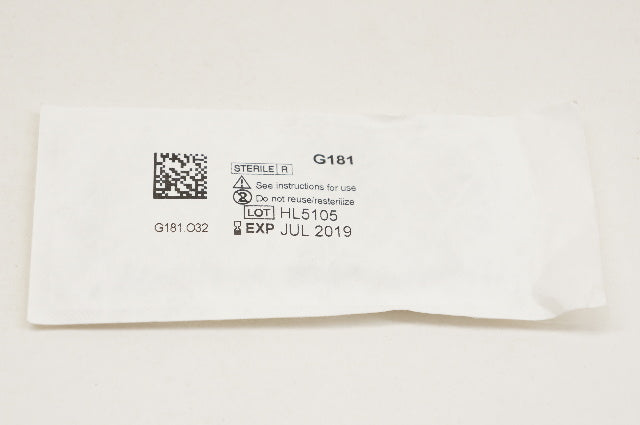 G181
STERILE R
See instructions for use
Do not reuse/resterilize
LOT HL5105
G181.O32
EXP JUL 2019